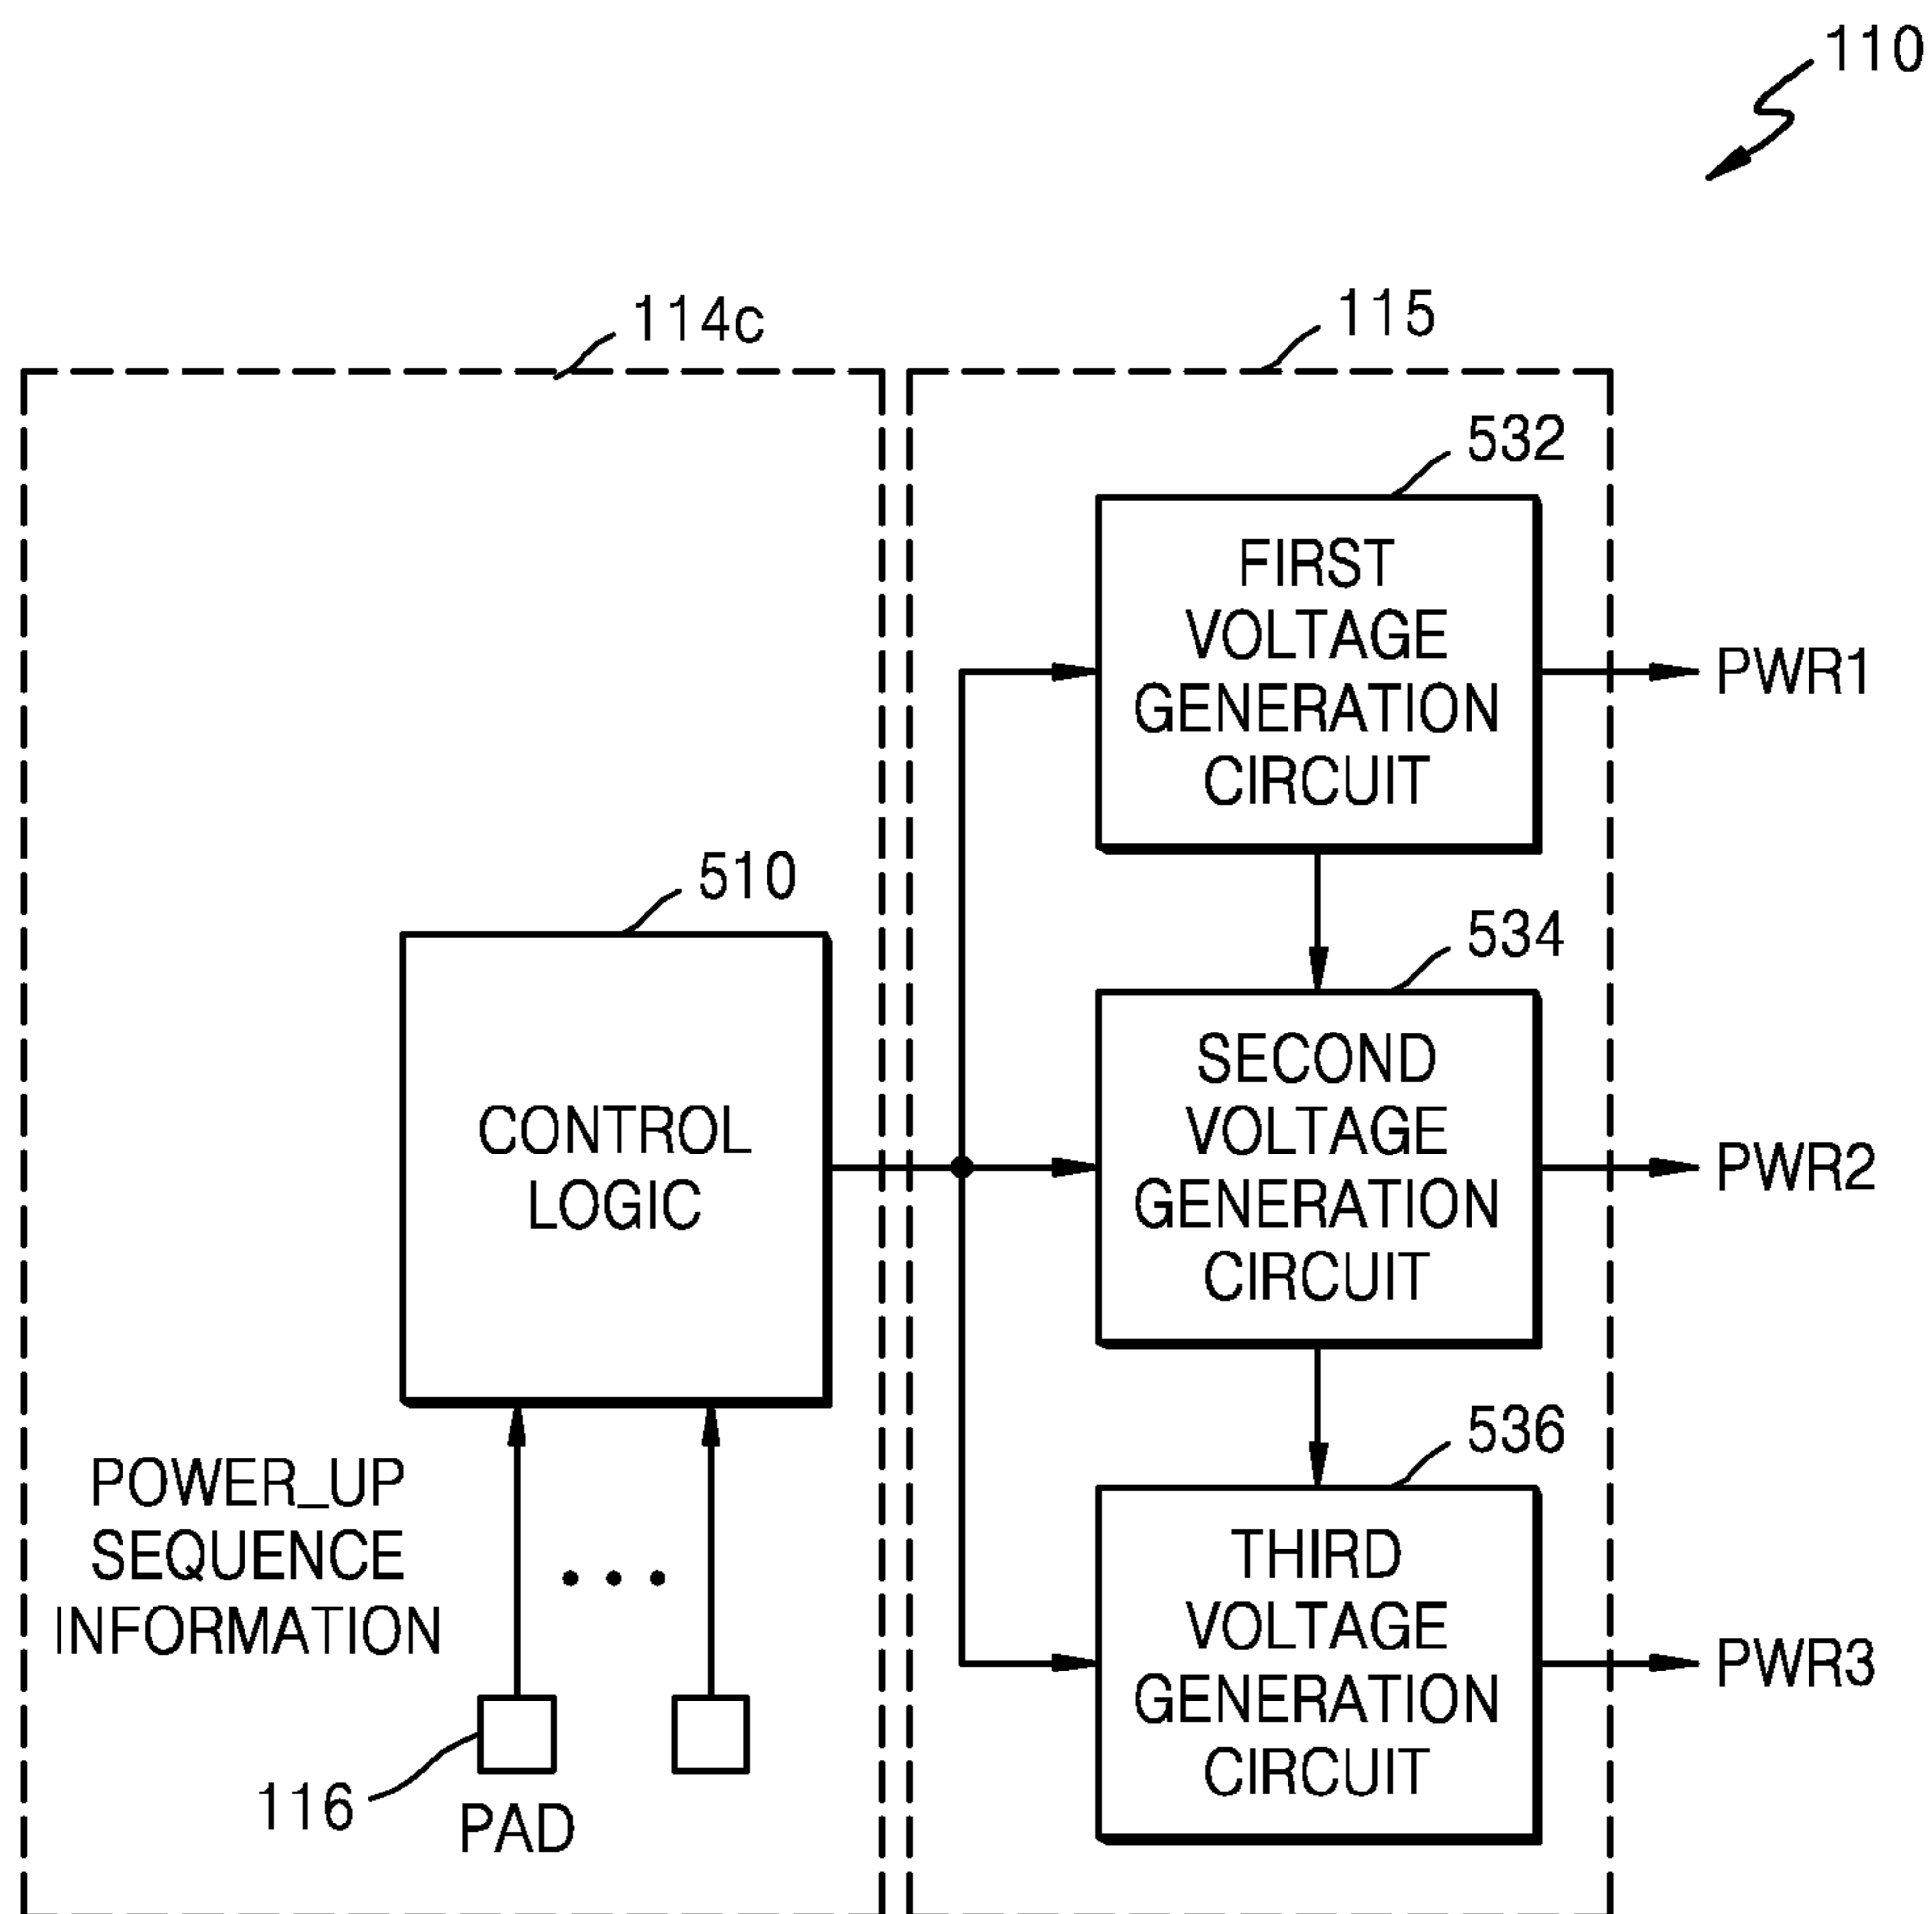 110
114c
115
532
FIRST
VOLTAGE
GENERATION
CIRCUIT
PWR1
510
CONTROL
LOGIC
534
SECOND
VOLTAGE
GENERATION
CIRCUIT
PWR2
POWER_UP
SEQUENCE
INFORMATION
116
PAD
536
THIRD
VOLTAGE
GENERATION
CIRCUIT
PWR3